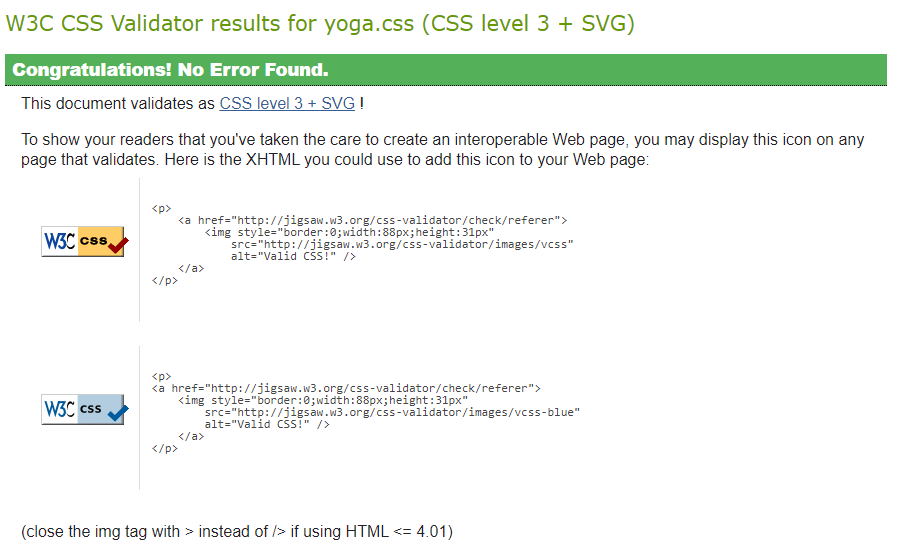 W3C CSS Validator results for yoga.css (CSS level 3 + SVG)
Congratulations! No Error Found.
This document validates as CSS level 3 + SVG !
To show your readers that you've taken the care to create an interoperable Web page, you may display this icon on any
page that validates. Here is the XHTML you could use to add this icon to your Web page:
W3C css
<p>
    <a href="http://jigsaw.w3.org/css-validator/check/referer">
        <img style="border:0;width:88px;height:31px"
            src="http://jigsaw.w3.org/css-validator/images/vcss"
            alt="Valid CSS!" />
    </a>
</p>
W3C css
<p>
<a href="http://jigsaw.w3.org/css-validator/check/referer">
    <img style="border:0;width:88px;height:31px"
        src="http://jigsaw.w3.org/css-validator/images/vcss-blue"
        alt="Valid CSS!" />
    </a>
</p>
(close the img tag with > instead of /> if using HTML <= 4.01)